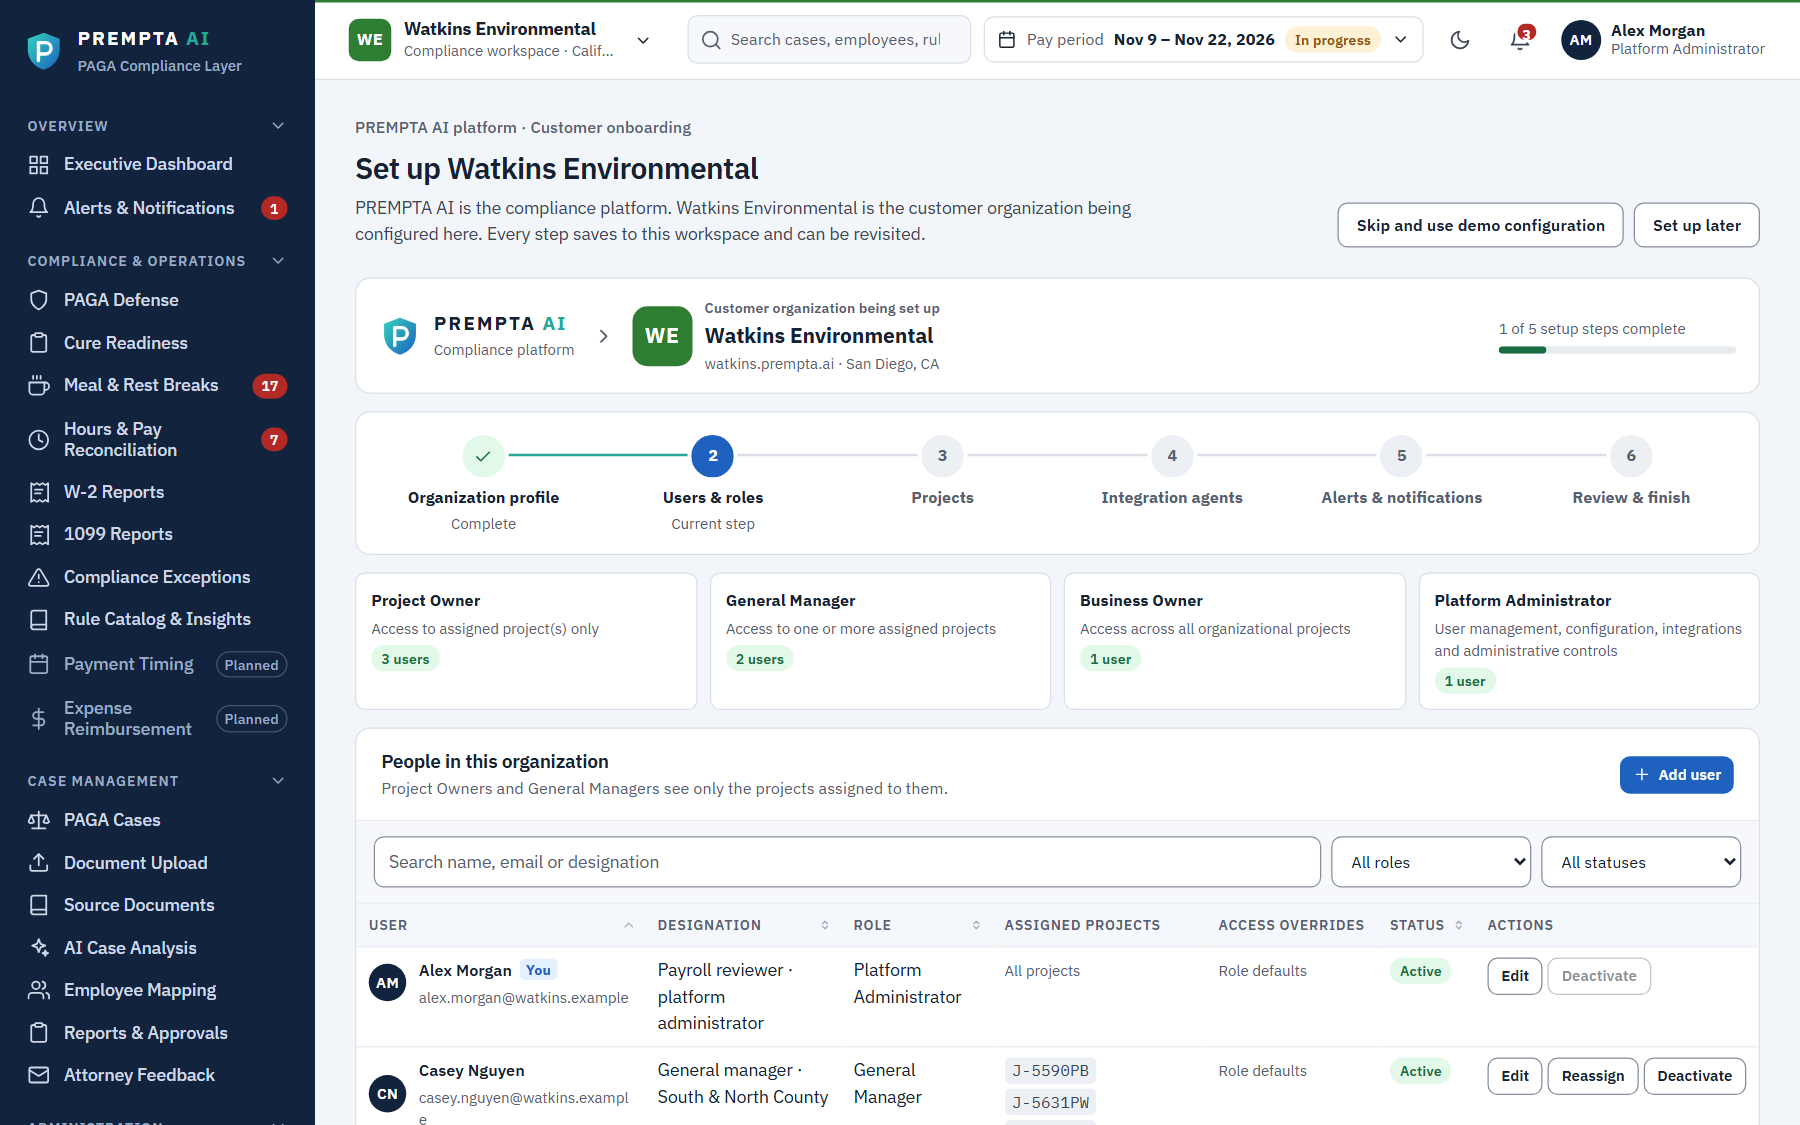 PREMPTA AI
PAGA Compliance Layer
OVERVIEW
Executive Dashboard
Alerts & Notifications
1
COMPLIANCE & OPERATIONS
PAGA Defense
Cure Readiness
Meal & Rest Breaks
17
Hours & Pay
Reconciliation
7
W-2 Reports
1099 Reports
Compliance Exceptions
Rule Catalog & Insights
Payment Timing
Planned
Expense
Reimbursement
Planned
CASE MANAGEMENT
PAGA Cases
Document Upload
Source Documents
AI Case Analysis
Employee Mapping
Reports & Approvals
Attorney Feedback
WE
Watkins Environmental
Compliance workspace · Calif...
Search cases, employees, rul
Pay period Nov 9 – Nov 22, 2026 In progress
3
AM
Alex Morgan
Platform Administrator
PREMPTA AI platform · Customer onboarding
Set up Watkins Environmental
PREMPTA AI is the compliance platform. Watkins Environmental is the customer organization being
configured here. Every step saves to this workspace and can be revisited.
Skip and use demo configuration
Set up later
PREMPTA AI
Compliance platform
WE
Customer organization being set up
Watkins Environmental
watkins.prempta.ai · San Diego, CA
1 of 5 setup steps complete
Organization profile
Complete
2
Users & roles
Current step
3
Projects
4
Integration agents
5
Alerts & notifications
6
Review & finish
Project Owner
Access to assigned project(s) only
3 users
General Manager
Access to one or more assigned projects
2 users
Business Owner
Access across all organizational projects
1 user
Platform Administrator
User management, configuration, integrations
and administrative controls
1 user
People in this organization
Project Owners and General Managers see only the projects assigned to them.
Add user
Search name, email or designation
All roles
All statuses
USER DESIGNATION ROLE ASSIGNED PROJECTS ACCESS OVERRIDES STATUS ACTIONS
AM
Alex Morgan You
alex.morgan@watkins.example
Payroll reviewer ·
platform
administrator
Platform
Administrator
All projects
Role defaults
Active
Edit
Deactivate
CN
Casey Nguyen
casey.nguyen@watkins.exampl
e
General manager ·
South & North County
General
Manager
J-5590PB
J-5631PW
Role defaults
Active
Edit
Reassign
Deactivate